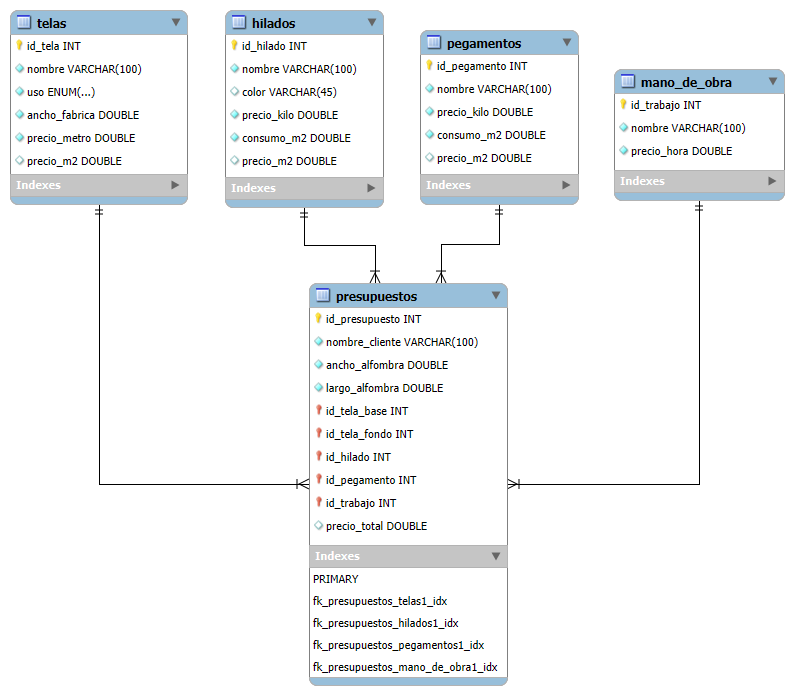 telas
id_tela INT
nombre VARCHAR(100)
uso ENUM(...)
ancho_fabrica DOUBLE
precio_metro DOUBLE
precio_m2 DOUBLE
Indexes
hilados
id_hilado INT
nombre VARCHAR(100)
color VARCHAR(45)
precio_kilo DOUBLE
consumo_m2 DOUBLE
precio_m2 DOUBLE
Indexes
pegamentos
id_pegamento INT
nombre VARCHAR(100)
precio_kilo DOUBLE
consumo_m2 DOUBLE
precio_m2 DOUBLE
Indexes
mano_de_obra
id_trabajo INT
nombre VARCHAR(100)
precio_hora DOUBLE
Indexes
presupuestos
id_presupuesto INT
nombre_cliente VARCHAR(100)
ancho_alfombra DOUBLE
largo_alfombra DOUBLE
id_tela_base INT
id_tela_fondo INT
id_hilado INT
id_pegamento INT
id_trabajo INT
precio_total DOUBLE
Indexes
PRIMARY
fk_presupuestos_telas1_idx
fk_presupuestos_hilados1_idx
fk_presupuestos_pegamentos1_idx
fk_presupuestos_mano_de_obra1_idx